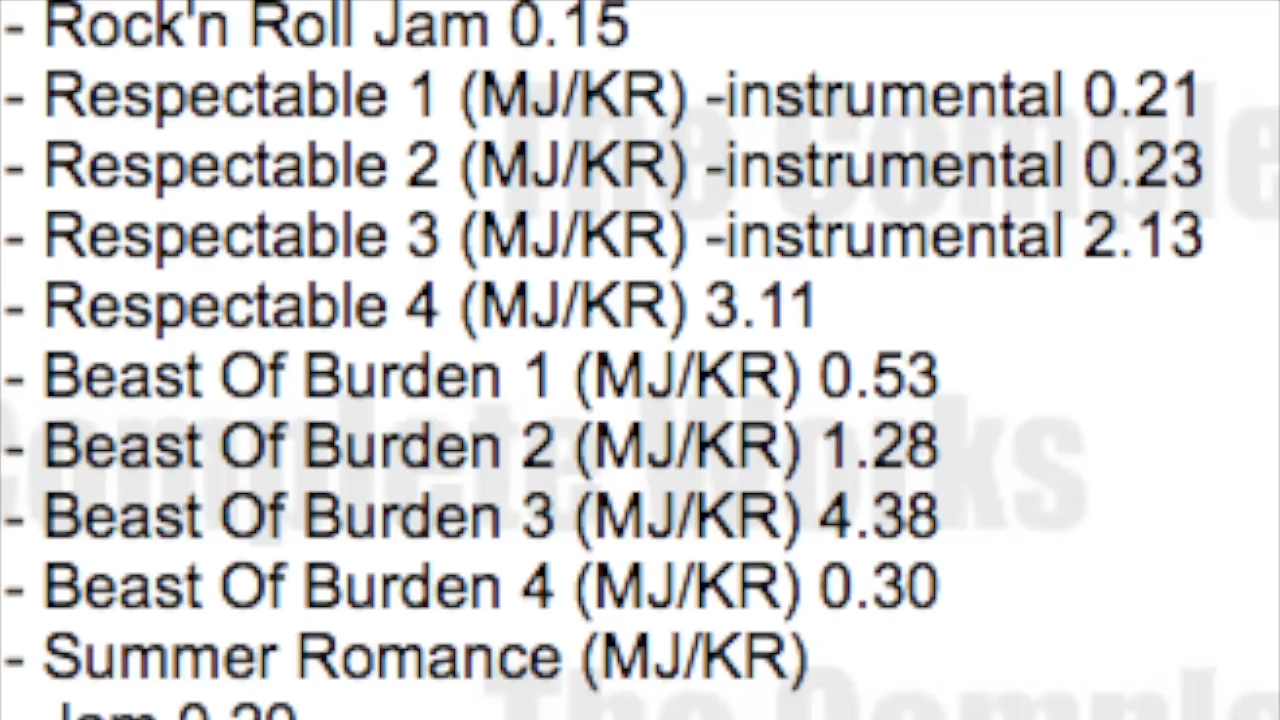 - Rock'n Roll Jam 0.15
- Respectable 1 (MJ/KR) -instrumental 0.21
- Respectable 2 (MJ/KR) -instrumental 0.23
- Respectable 3 (MJ/KR) -instrumental 2.13
- Respectable 4 (MJ/KR) 3.11
- Beast Of Burden 1 (MJ/KR) 0.53
- Beast Of Burden 2 (MJ/KR) 1.28
- Beast Of Burden 3 (MJ/KR) 4.38
- Beast Of Burden 4 (MJ/KR) 0.30
- Summer Romance (MJ/KR)
Jam